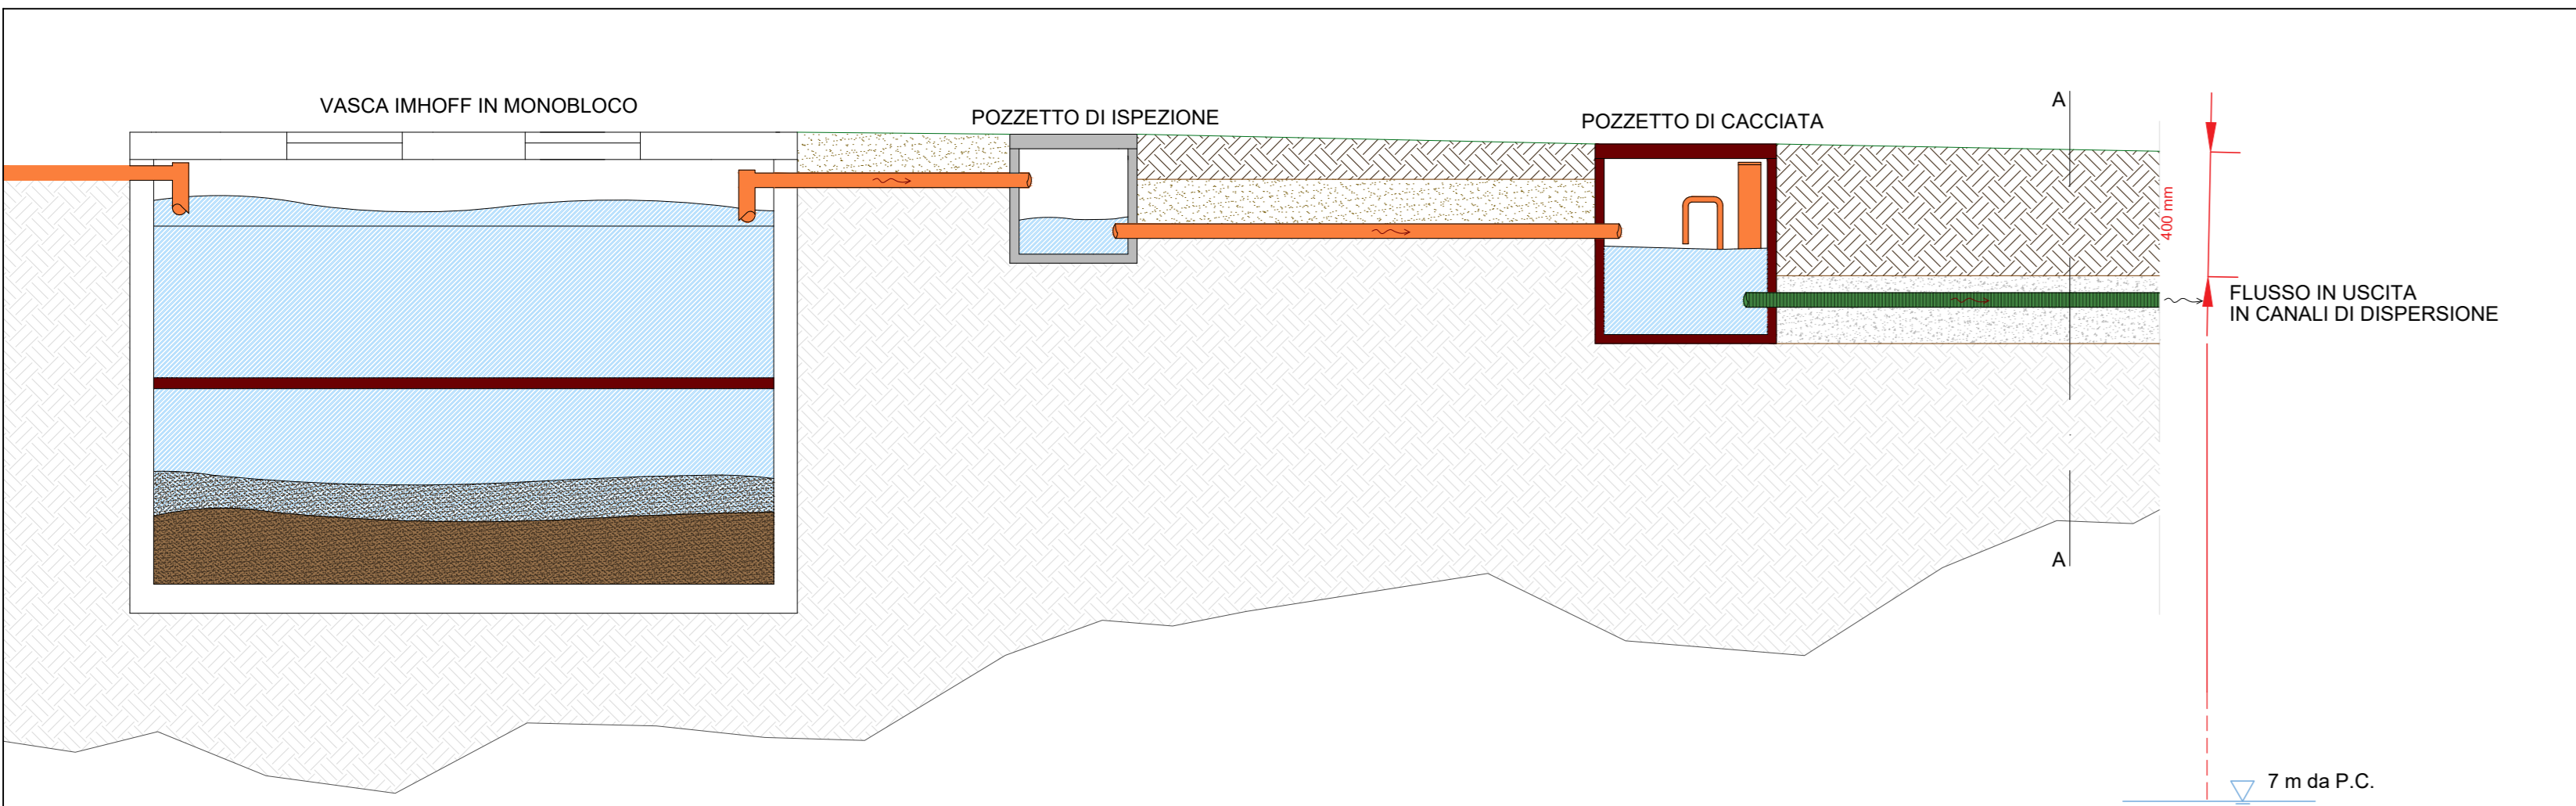 VASCA IMHOFF IN MONOBLOCO
POZZETTO DI ISPEZIONE
POZZETTO DI CACCIATA
A
400 mm
FLUSSO IN USCITA
IN CANALI DI DISPERSIONE
A
7 m da P.C.